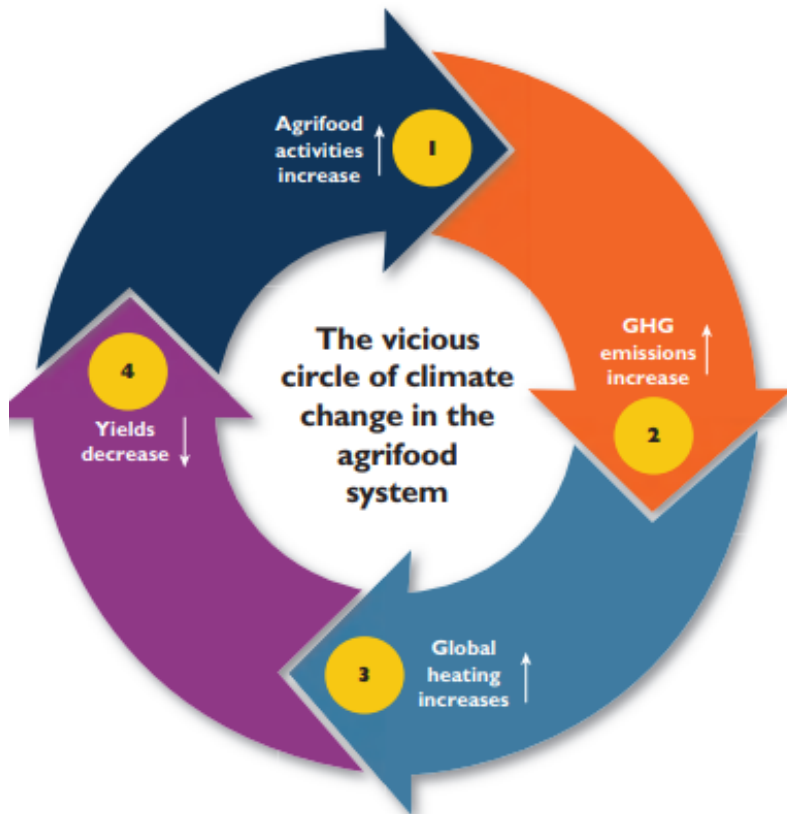 Agrifood
activities
increase
1
GHG
emissions
increase
2
Global
heating
increases
3
Yields
decrease
4
The vicious
circle of climate
change in the
agrifood
system